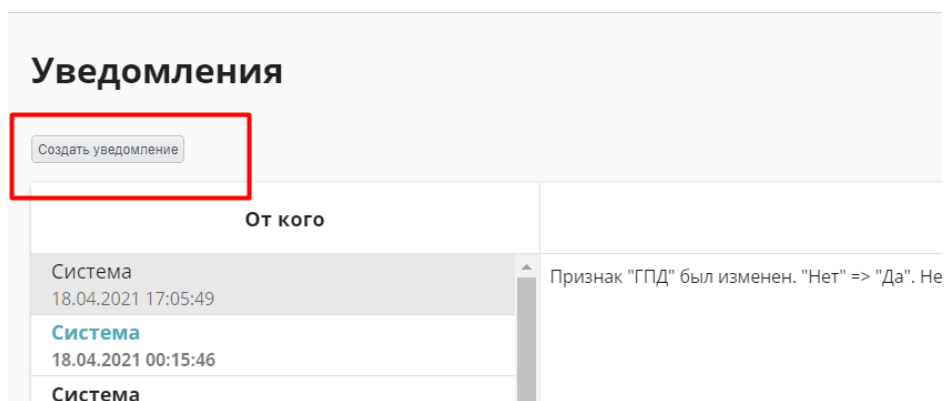 Уведомления
Создать уведомление
От кого
Система
18.04.2021 17:05:49
Признак "ГПД" был изменен. "Нет" => "Да". Не
Система
18.04.2021 00:15:46
Система